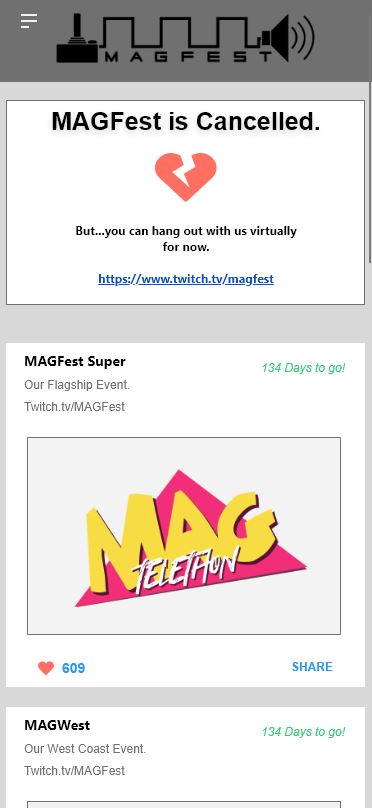 MAGFEST
MAGFest is Cancelled.
But...you can hang out with us virtually
for now.
https://www.twitch.tv/magfest
MAGFest Super
134 Days to go!
Our Flagship Event.
Twitch.tv/MAGFest
MAG
TELETHON
609
SHARE
MAGWest
134 Days to go!
Our West Coast Event.
Twitch.tv/MAGFest